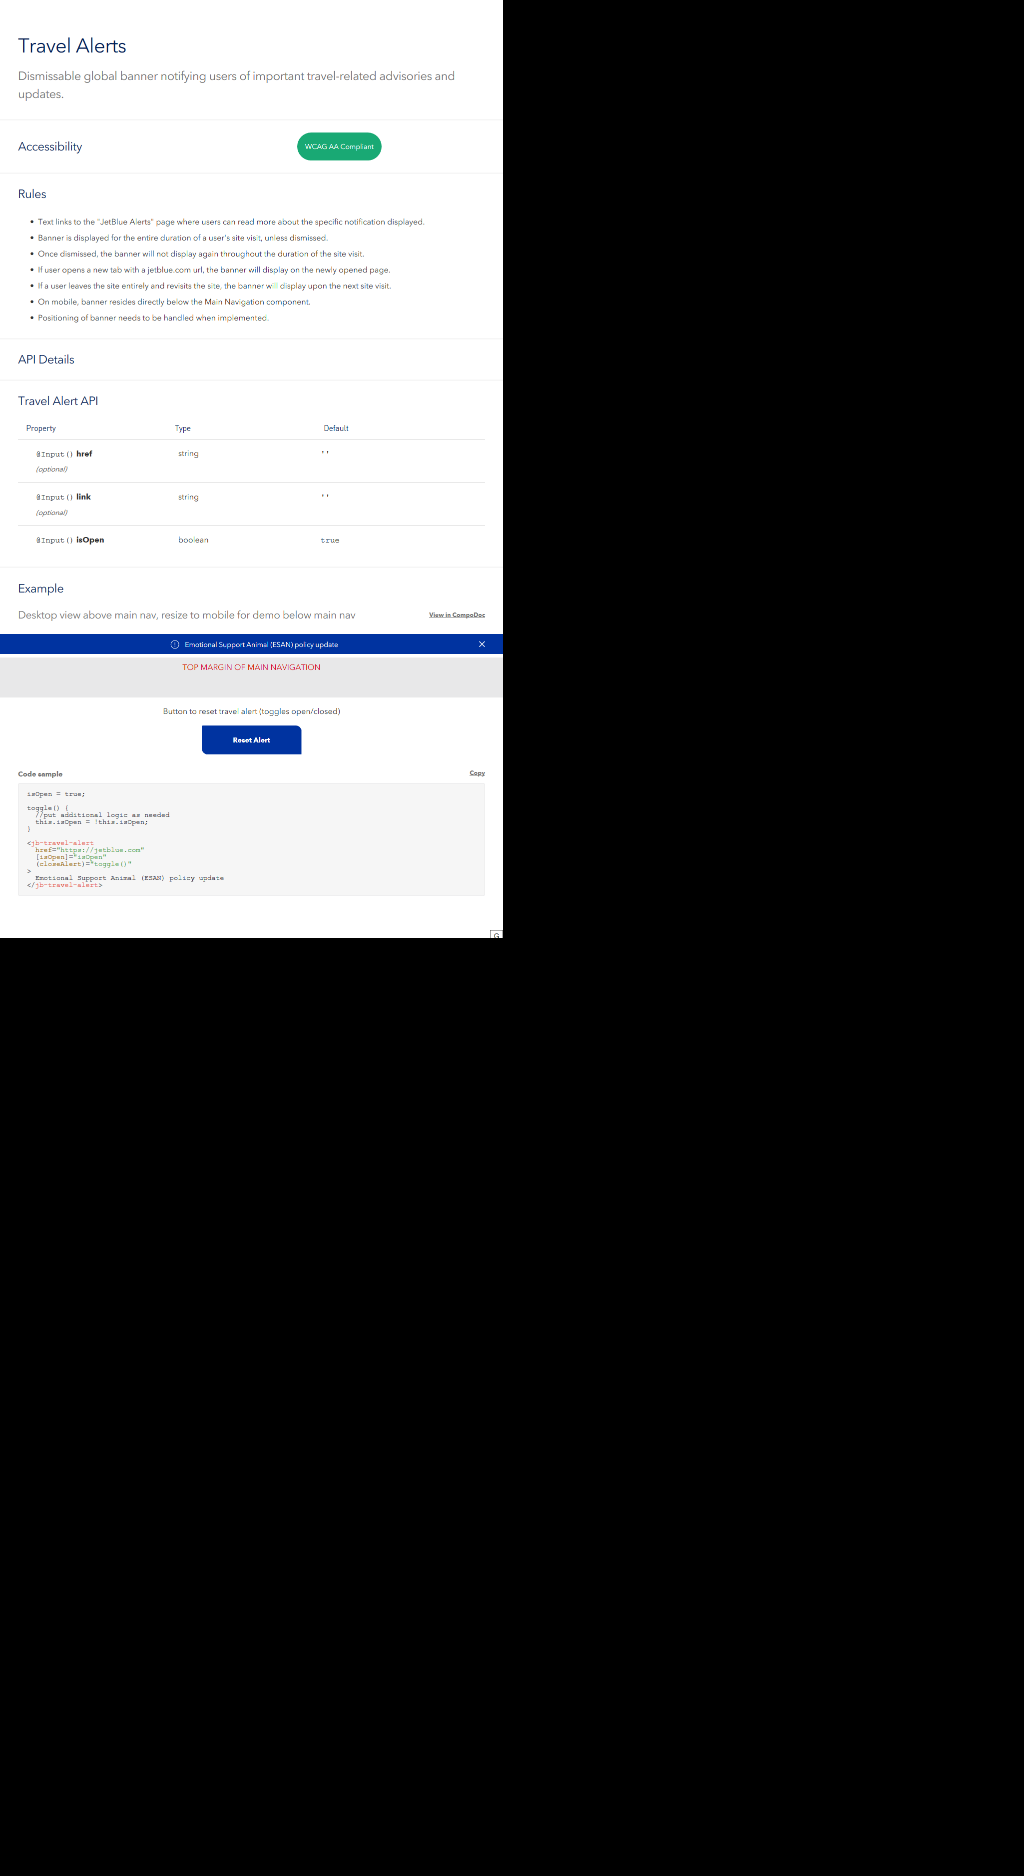 Travel Alerts
Dismissable global banner notifying users of important travel-related advisories and
updates.
Accessibility
WCAG AA Compliant
Rules
• Text links to the "JetBlue Alerts" page where users can read more about the specific notification displayed.
• Banner is displayed for the entire duration of a user's site visit, unless dismissed.
• Once dismissed, the banner will not display again throughout the duration of the site visit.
• If user opens a new tab with a jetblue.com url, the banner will display on the newly opened page.
• If a user leaves the site entirely and revisits the site, the banner will display upon the next site visit.
• On mobile, banner resides directly below the Main Navigation component.
• Positioning of banner needs to be handled when implemented.
API Details
Travel Alert API
Property Type Default
@Input() href string ''
(optional)
@Input() link string ''
(optional)
@Input() isOpen boolean true
Example
Desktop view above main nav, resize to mobile for demo below main nav View in CompoDoc
Emotional Support Animal (ESAN) policy update
TOP MARGIN OF MAIN NAVIGATION
Button to reset travel alert (toggles open/closed)
Reset Alert
Code sample Copy
isOpen = true;
toggle() {
//put additional logic as needed
this.isOpen = !this.isOpen;
}
<jb-travel-alert
href="https://jetblue.com"
[isOpen]="isOpen"
(closeAlert)="toggle()"
>
Emotional Support Animal (ESAN) policy update
</jb-travel-alert>
G